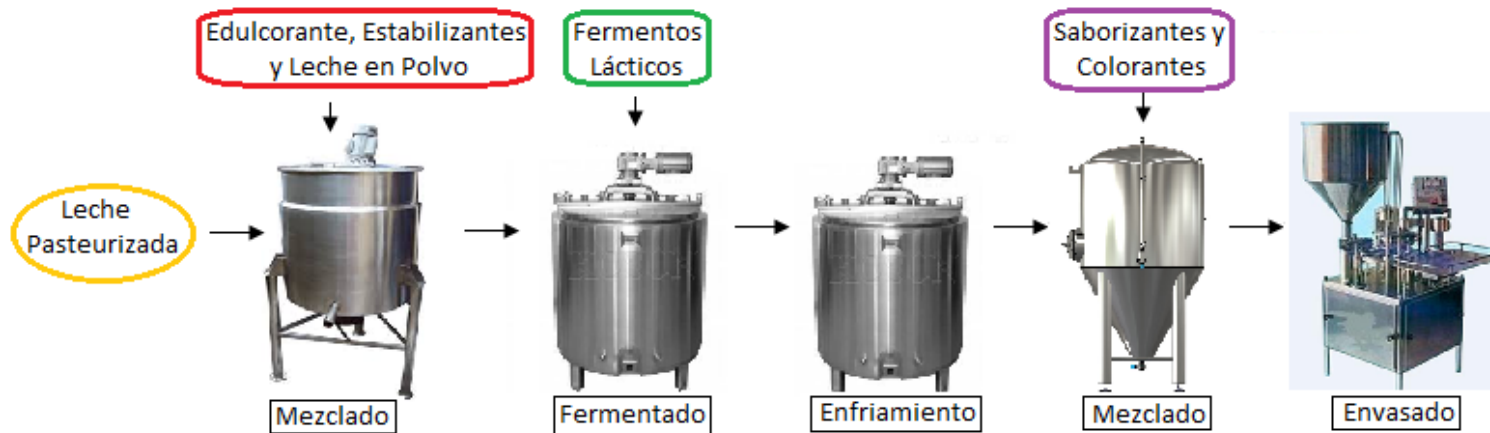 Edulcorante, Estabilizantes
y Leche en Polvo
Fermentos
Lácticos
Saborizantes y
Colorantes
Leche
Pasteurizada
Mezclado
Fermentado
Enfriamiento
Mezclado
Envasado